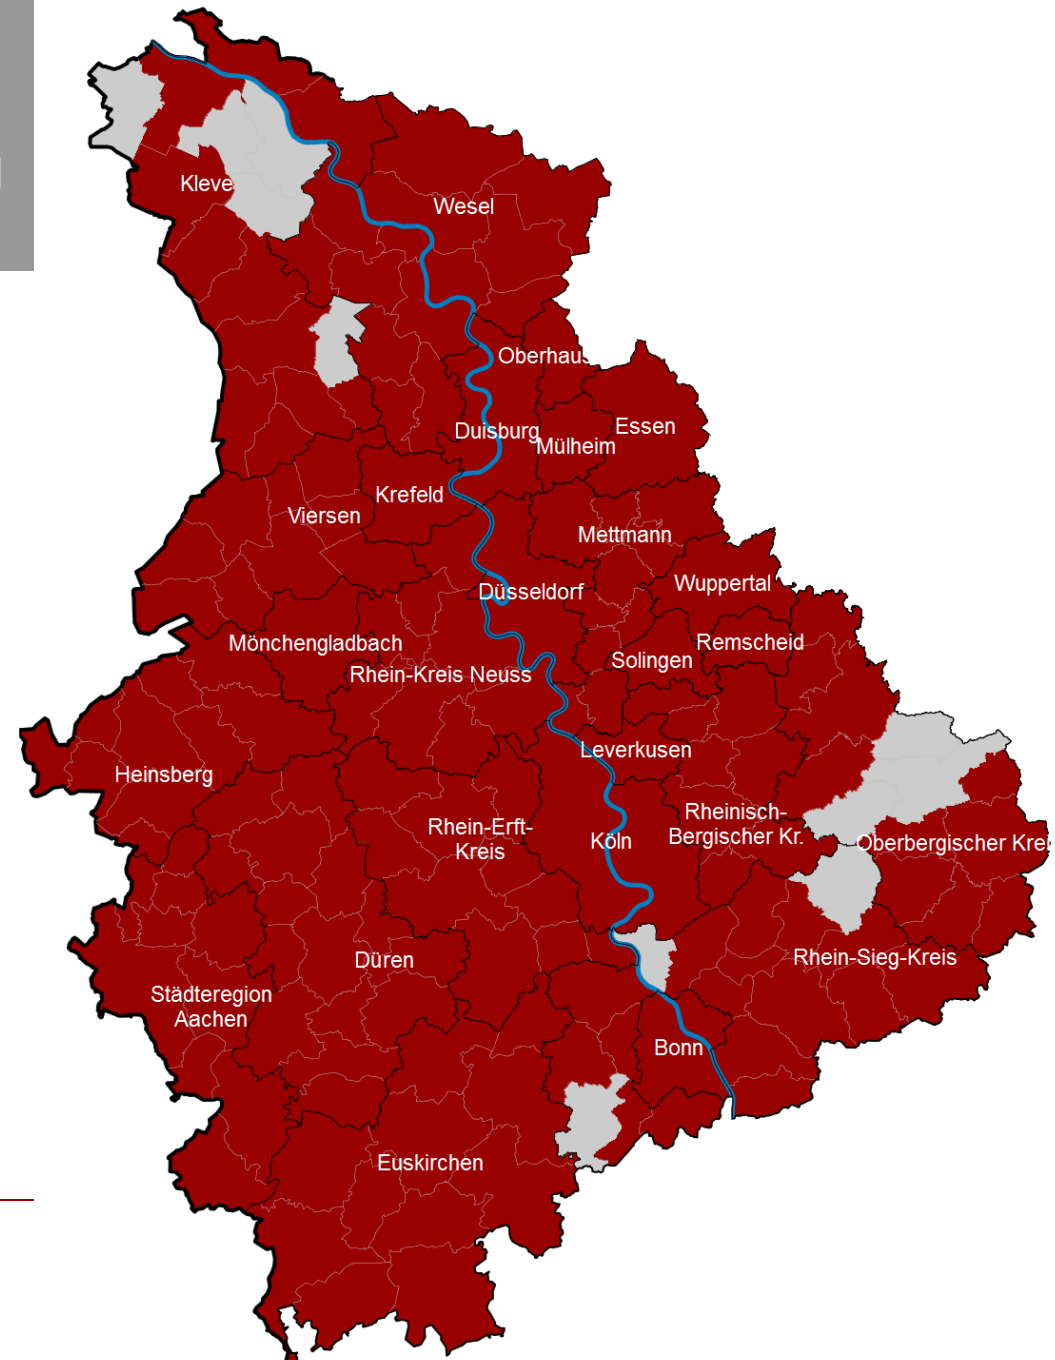 Kleve
Wesel
Oberhaus
Duisburg
Mülheim
Essen
Krefeld
Viersen
Mettmann
Düsseldorf
Wuppertal
Mönchengladbach
Remscheid
Solingen
Rhein-Kreis Neuss
Leverkusen
Heinsberg
Rheinisch-
Bergischer Kr.
Rhein-Erft-
Kreis
Köln
Oberbergischer Krei
Düren
Rhein-Sieg-Kreis
Städteregion
Aachen
Bonn
Euskirchen